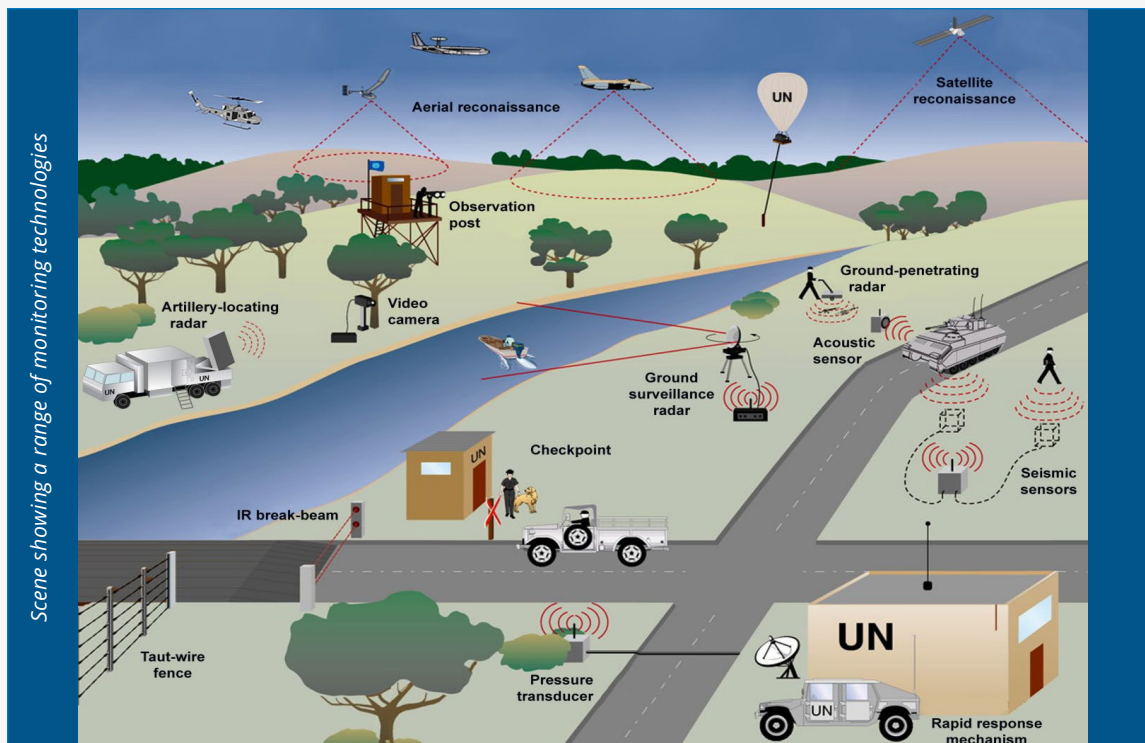 Scene showing a range of monitoring technologies
Aerial reconaissance
UN
Satellite
reconaissance
Observation
post
Artillery-locating
radar
Video
camera
Ground-penetrating
radar
Acoustic
sensor
UN
UN
Ground
surveillance
radar
Checkpoint
UN
Seismic
sensors
IR break-beam
Taut-wire
fence
UN
Pressure
transducer
UN
Rapid response
mechanism